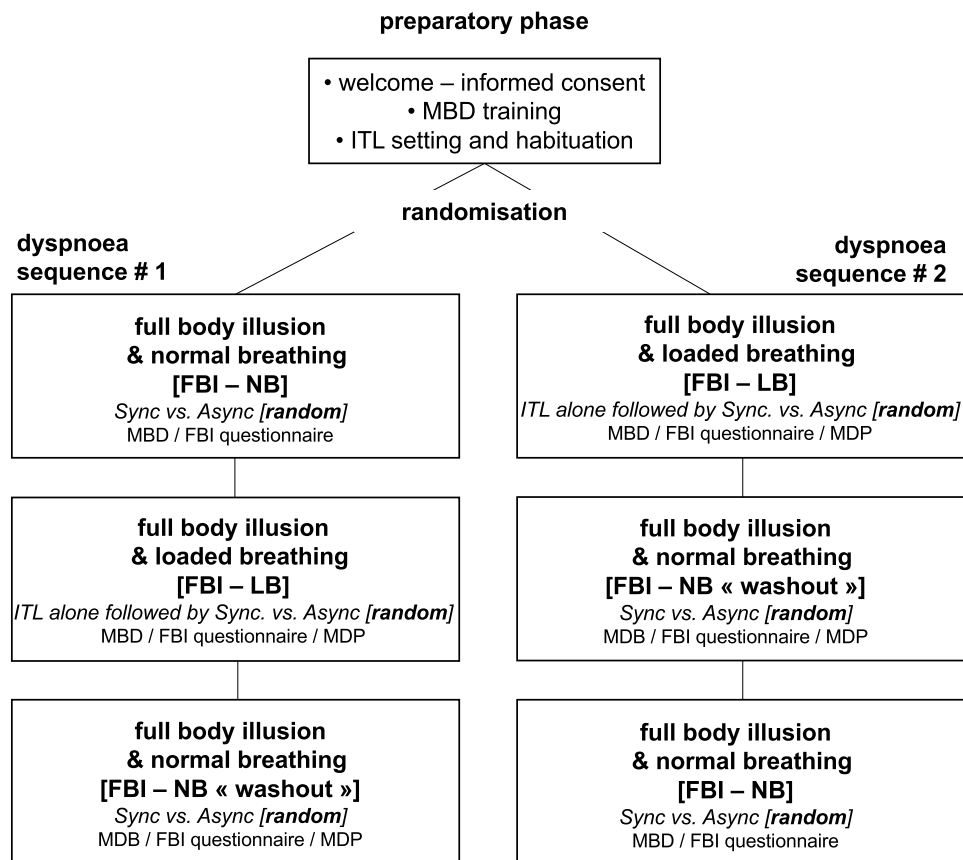 preparatory phase
• welcome – informed consent
• MBD training
• ITL setting and habituation
randomisation
dyspnoea
sequence # 1
full body illusion
& normal breathing
[FBI – NB]
Sync vs. Async [random]
MBD / FBI questionnaire
full body illusion
& loaded breathing
[FBI – LB]
ITL alone followed by Sync. vs. Async [random]
MBD / FBI questionnaire / MDP
full body illusion
& normal breathing
[FBI – NB « washout »]
Sync vs. Async [random]
MDB / FBI questionnaire / MDP
dyspnoea
sequence # 2
full body illusion
& loaded breathing
[FBI – LB]
ITL alone followed by Sync. vs. Async [random]
MBD / FBI questionnaire / MDP
full body illusion
& normal breathing
[FBI – NB « washout »]
Sync vs. Async [random]
MDB / FBI questionnaire / MDP
full body illusion
& normal breathing
[FBI – NB]
Sync vs. Async [random]
MBD / FBI questionnaire